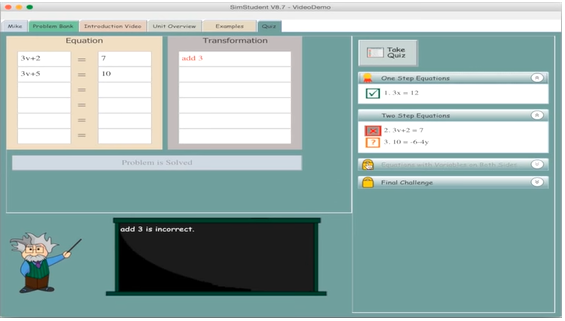 SimStudent V8.7 - VideoDemo
Mike Problem Bank Introduction Video Unit Overview Examples Quiz
Equation Transformation
3v+2 = 7 add 3
3v+5 = 10
=
=
=
=
Problem is Solved
add 3 is incorrect.
Take
Quiz
One Step Equations
1. 3x = 12
Two Step Equations
2. 3v+2 = 7
3. 10 = -6-4y
Equations with Variables on Both Sides
Final Challenge